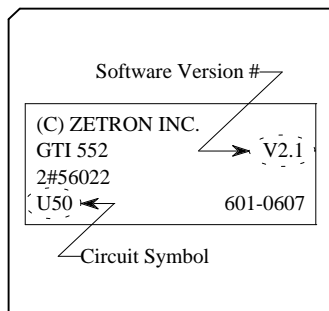 Software Version #
(C) ZETRON INC.
GTI 552 V2.1
2#56022
U50 601-0607
Circuit Symbol